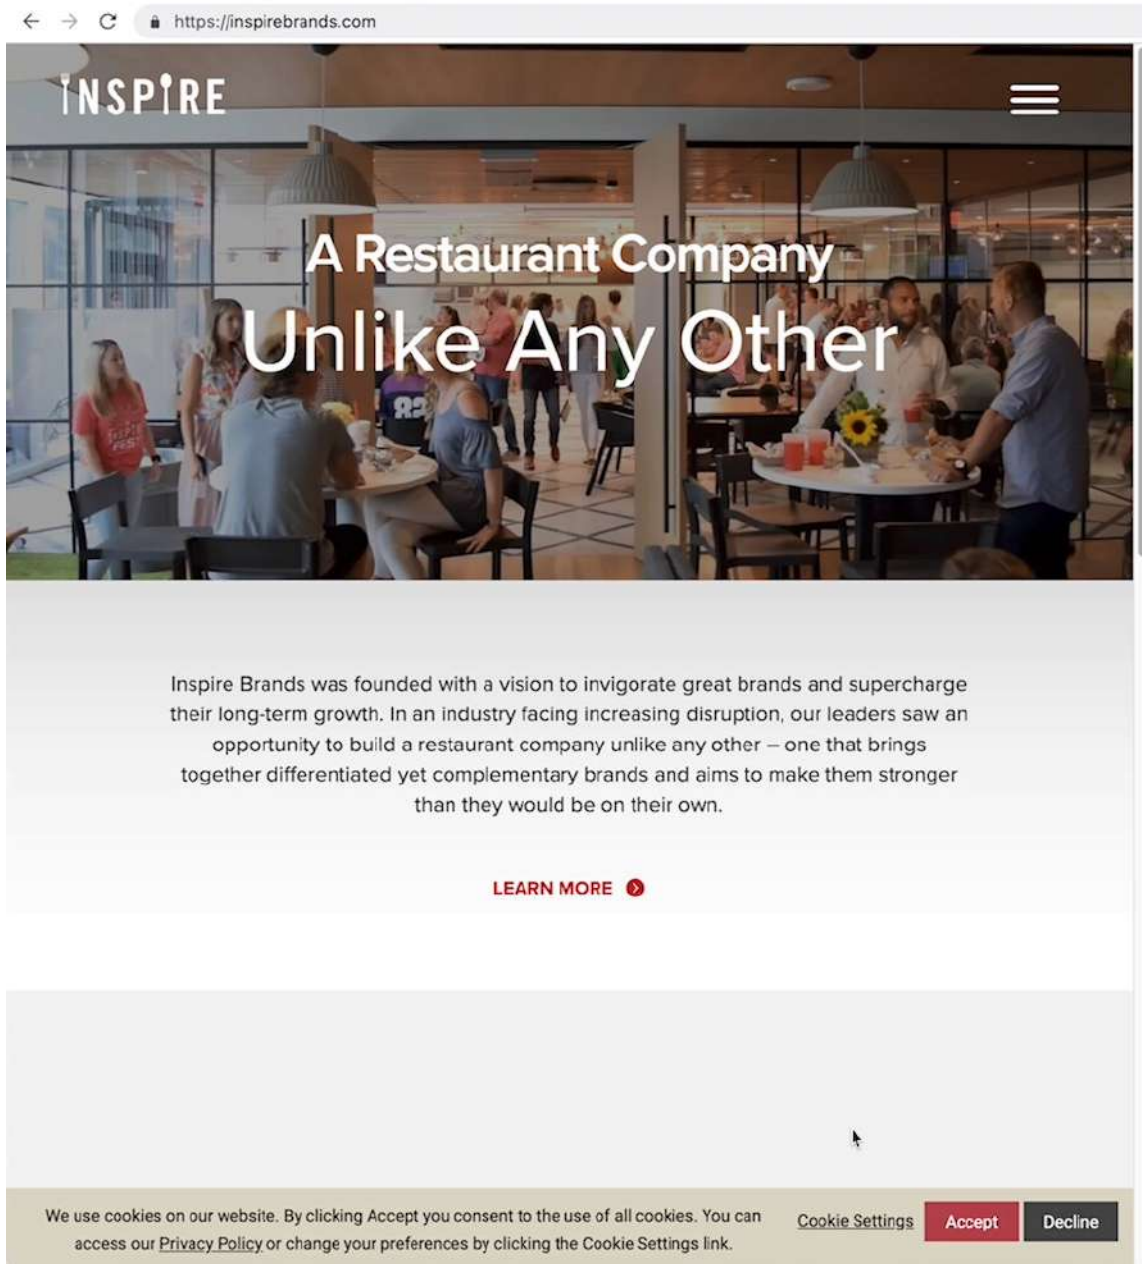 https://inspirebrands.com
INSPIRE
A Restaurant Company
Unlike Any Other
82
INSPIRE
FEST
Inspire Brands was founded with a vision to invigorate great brands and supercharge
their long-term growth. In an industry facing increasing disruption, our leaders saw an
opportunity to build a restaurant company unlike any other – one that brings
together differentiated yet complementary brands and aims to make them stronger
than they would be on their own.
LEARN MORE
We use cookies on our website. By clicking Accept you consent to the use of all cookies. You can
access our Privacy Policy or change your preferences by clicking the Cookie Settings link.
Cookie Settings
Accept
Decline